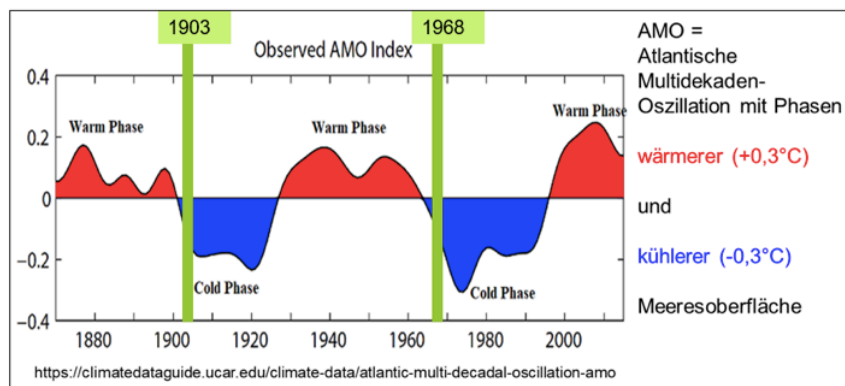 1903
1968
Observed AMO Index
0.4
0.2
0
−0.2
−0.4
Warm Phase
Warm Phase
Warm Phase
Cold Phase
Cold Phase
1880 1900 1920 1940 1960 1980 2000
https://climatedataguide.ucar.edu/climate-data/atlantic-multi-decadal-oscillation-amo
AMO =
Atlantische
Multidekaden-
Oszillation mit Phasen
wärmerer (+0,3°C)
und
kühlerer (-0,3°C)
Meeresoberfläche